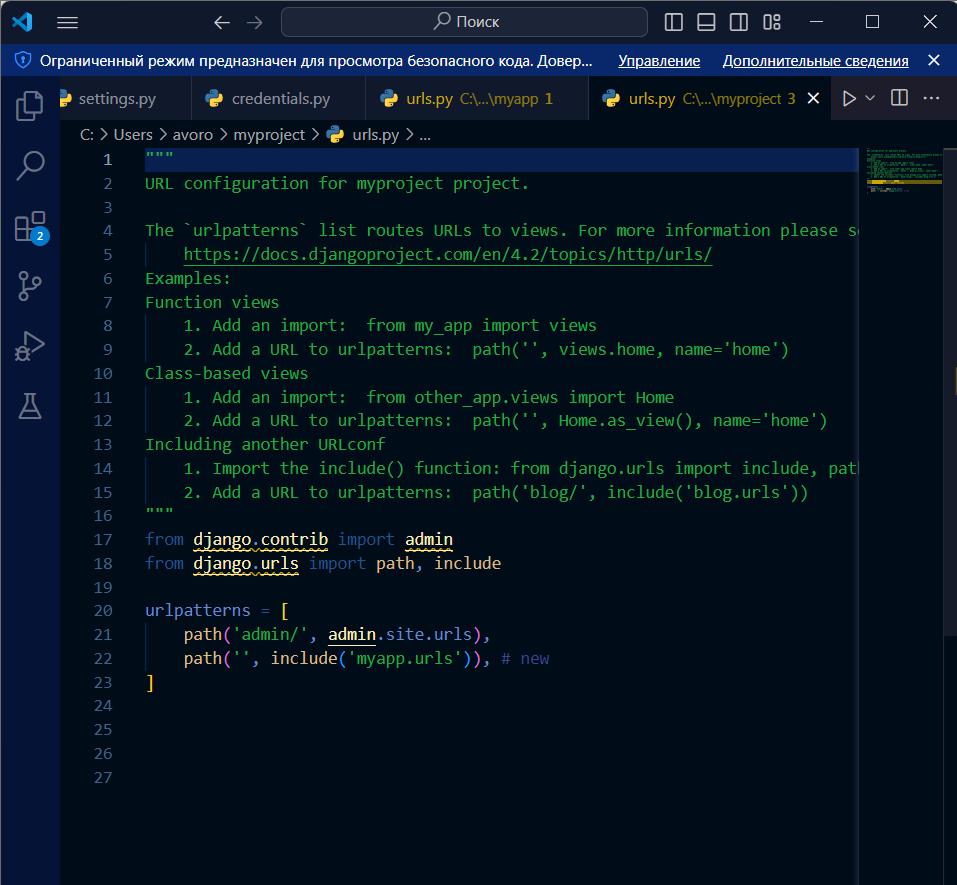 Поиск
Ограниченный режим предназначен для просмотра безопасного кода. Довер... Управление Дополнительные сведения
settings.py credentials.py urls.py C:\...\myapp 1 urls.py C:\...\myproject 3
C: > Users > avoro > myproject > urls.py > ...
1 """
2 URL configuration for myproject project.
3
4 The `urlpatterns` list routes URLs to views. For more information please s
5 https://docs.djangoproject.com/en/4.2/topics/http/urls/
6 Examples:
7 Function views
8 1. Add an import:  from my_app import views
9 2. Add a URL to urlpatterns:  path('', views.home, name='home')
10 Class-based views
11 1. Add an import:  from other_app.views import Home
12 2. Add a URL to urlpatterns:  path('', Home.as_view(), name='home')
13 Including another URLconf
14 1. Import the include() function: from django.urls import include, pat
15 2. Add a URL to urlpatterns:  path('blog/', include('blog.urls'))
16 """
17 from django.contrib import admin
18 from django.urls import path, include
19
20 urlpatterns = [
21 path('admin/', admin.site.urls),
22 path('', include('myapp.urls')), # new
23 ]
24
25
26
27
2